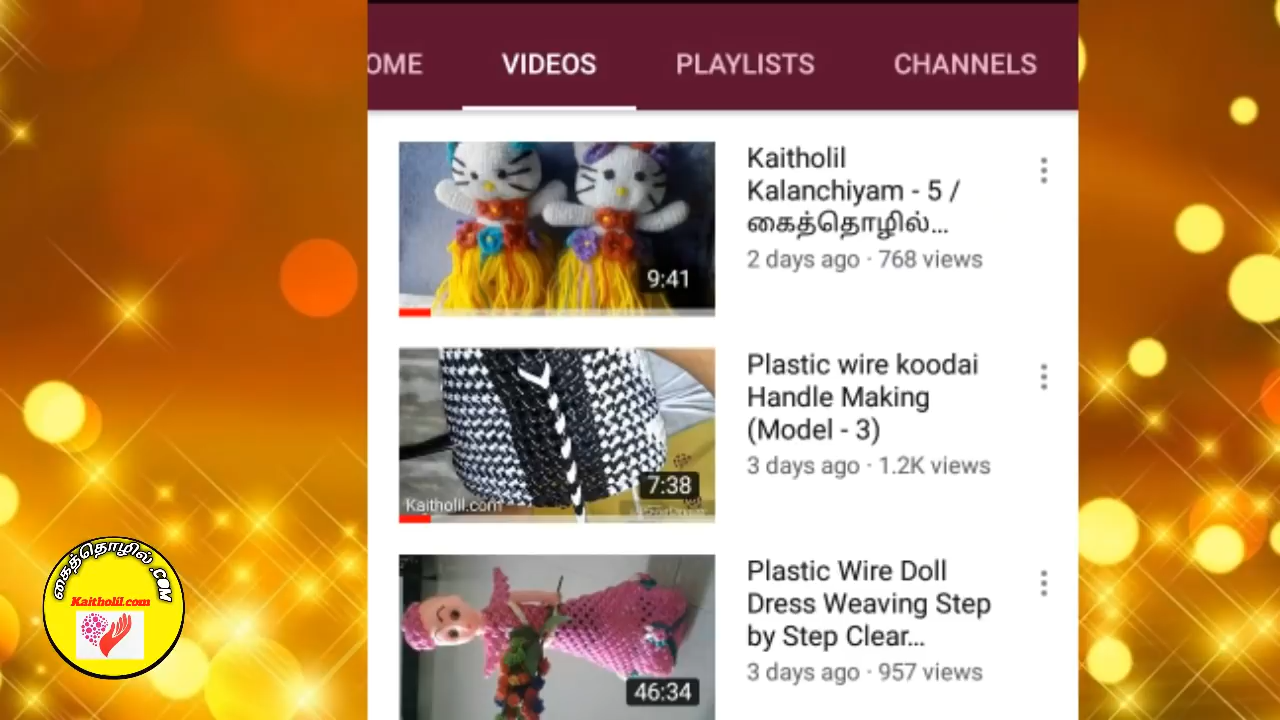 OME VIDEOS PLAYLISTS CHANNELS
Kaitholil
Kalanchiyam - 5 /
கைத்தொழில்...
2 days ago · 768 views
9:41
Plastic wire koodai
Handle Making
(Model - 3)
3 days ago · 1.2K views
7:38
Kaitholil.com
Plastic Wire Doll
Dress Weaving Step
by Step Clear...
3 days ago · 957 views
46:34
கைத்தொழில்.COM
Kaitholil.com